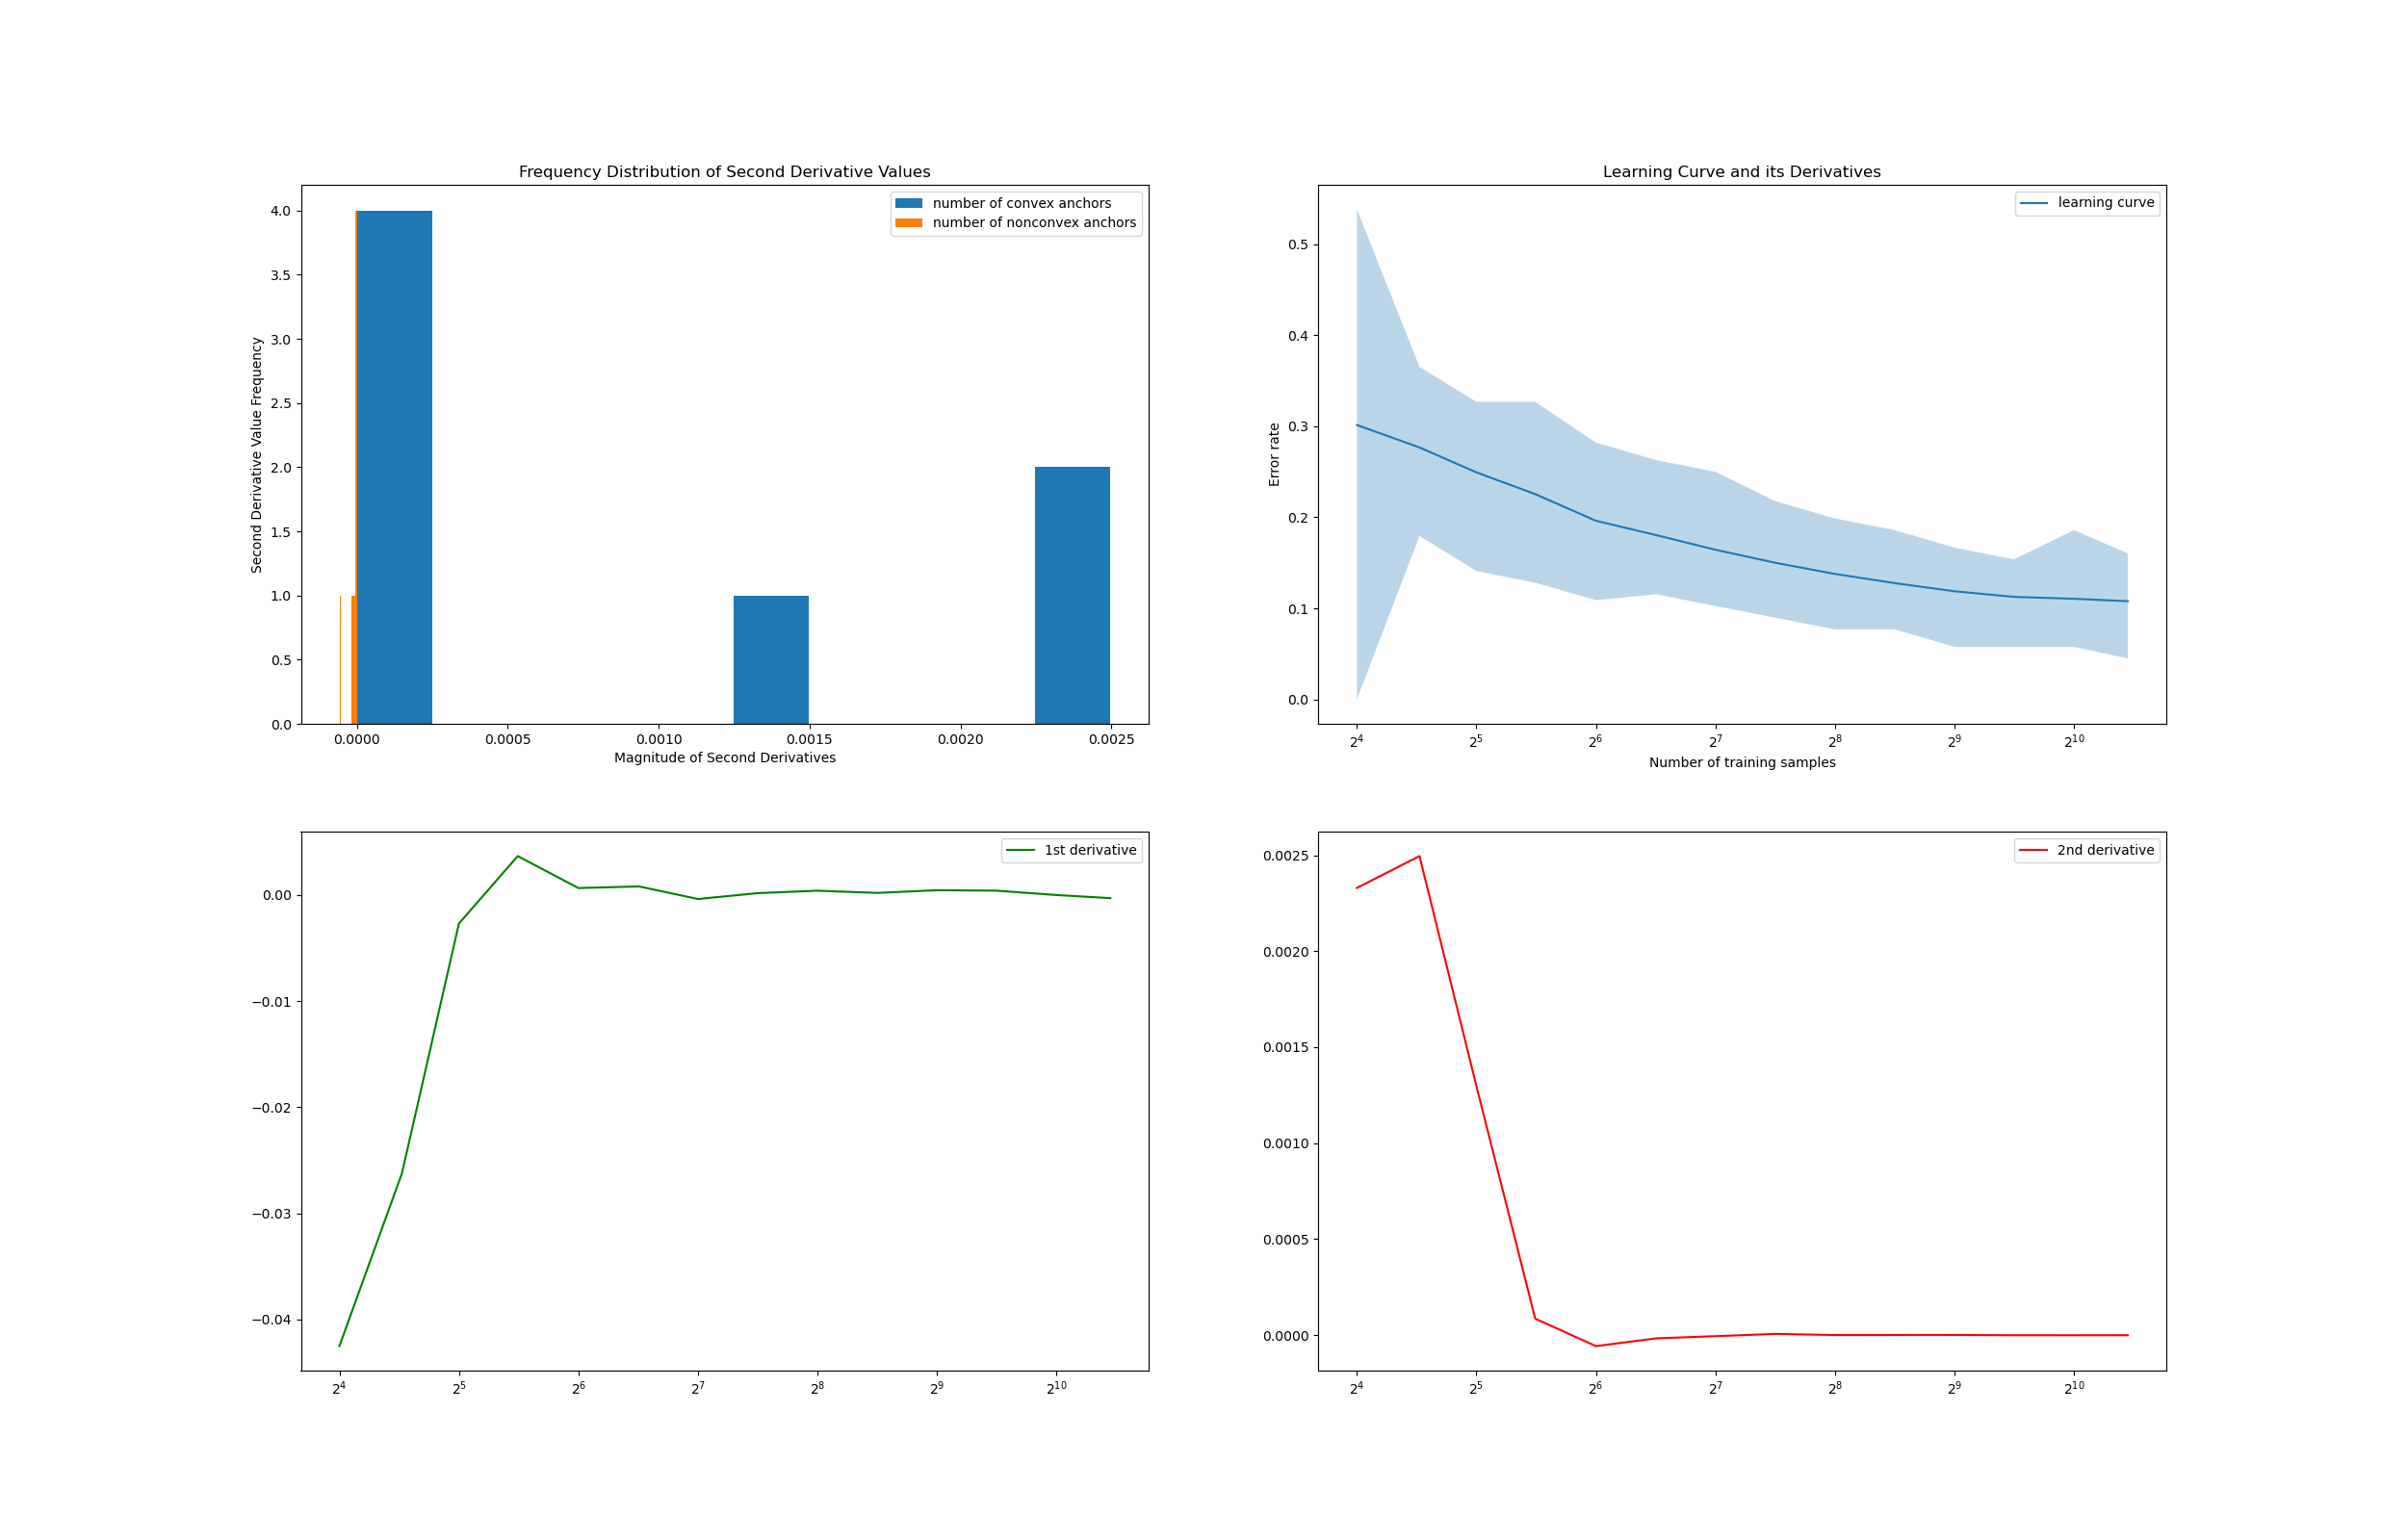 Frequency Distribution of Second Derivative Values
number of convex anchors
number of nonconvex anchors
4.0
3.5
3.0
2.5
2.0
1.5
1.0
0.5
0.0
Second Derivative Value Frequency
0.0000 0.0005 0.0010 0.0015 0.0020 0.0025
Magnitude of Second Derivatives
Learning Curve and its Derivatives
learning curve
0.5
0.4
0.3
0.2
0.1
0.0
Error rate
2⁴ 2⁵ 2⁶ 2⁷ 2⁸ 2⁹ 2¹⁰
Number of training samples
1st derivative
0.00
−0.01
−0.02
−0.03
−0.04
2⁴ 2⁵ 2⁶ 2⁷ 2⁸ 2⁹ 2¹⁰
2nd derivative
0.0025
0.0020
0.0015
0.0010
0.0005
0.0000
2⁴ 2⁵ 2⁶ 2⁷ 2⁸ 2⁹ 2¹⁰